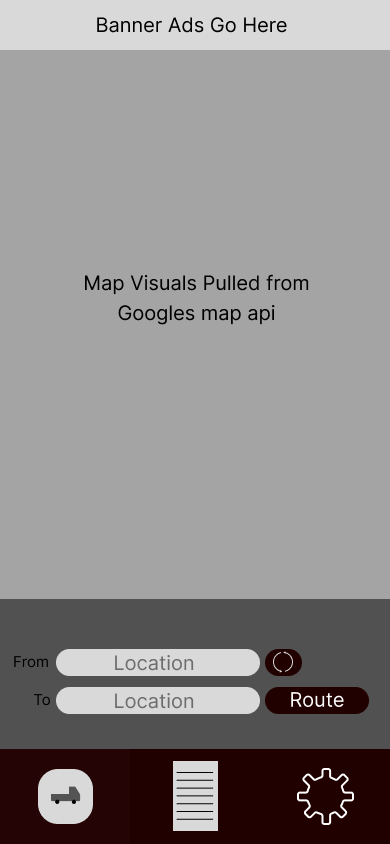 Banner Ads Go Here
Map Visuals Pulled from
Googles map api
From
Location
To
Location
Route